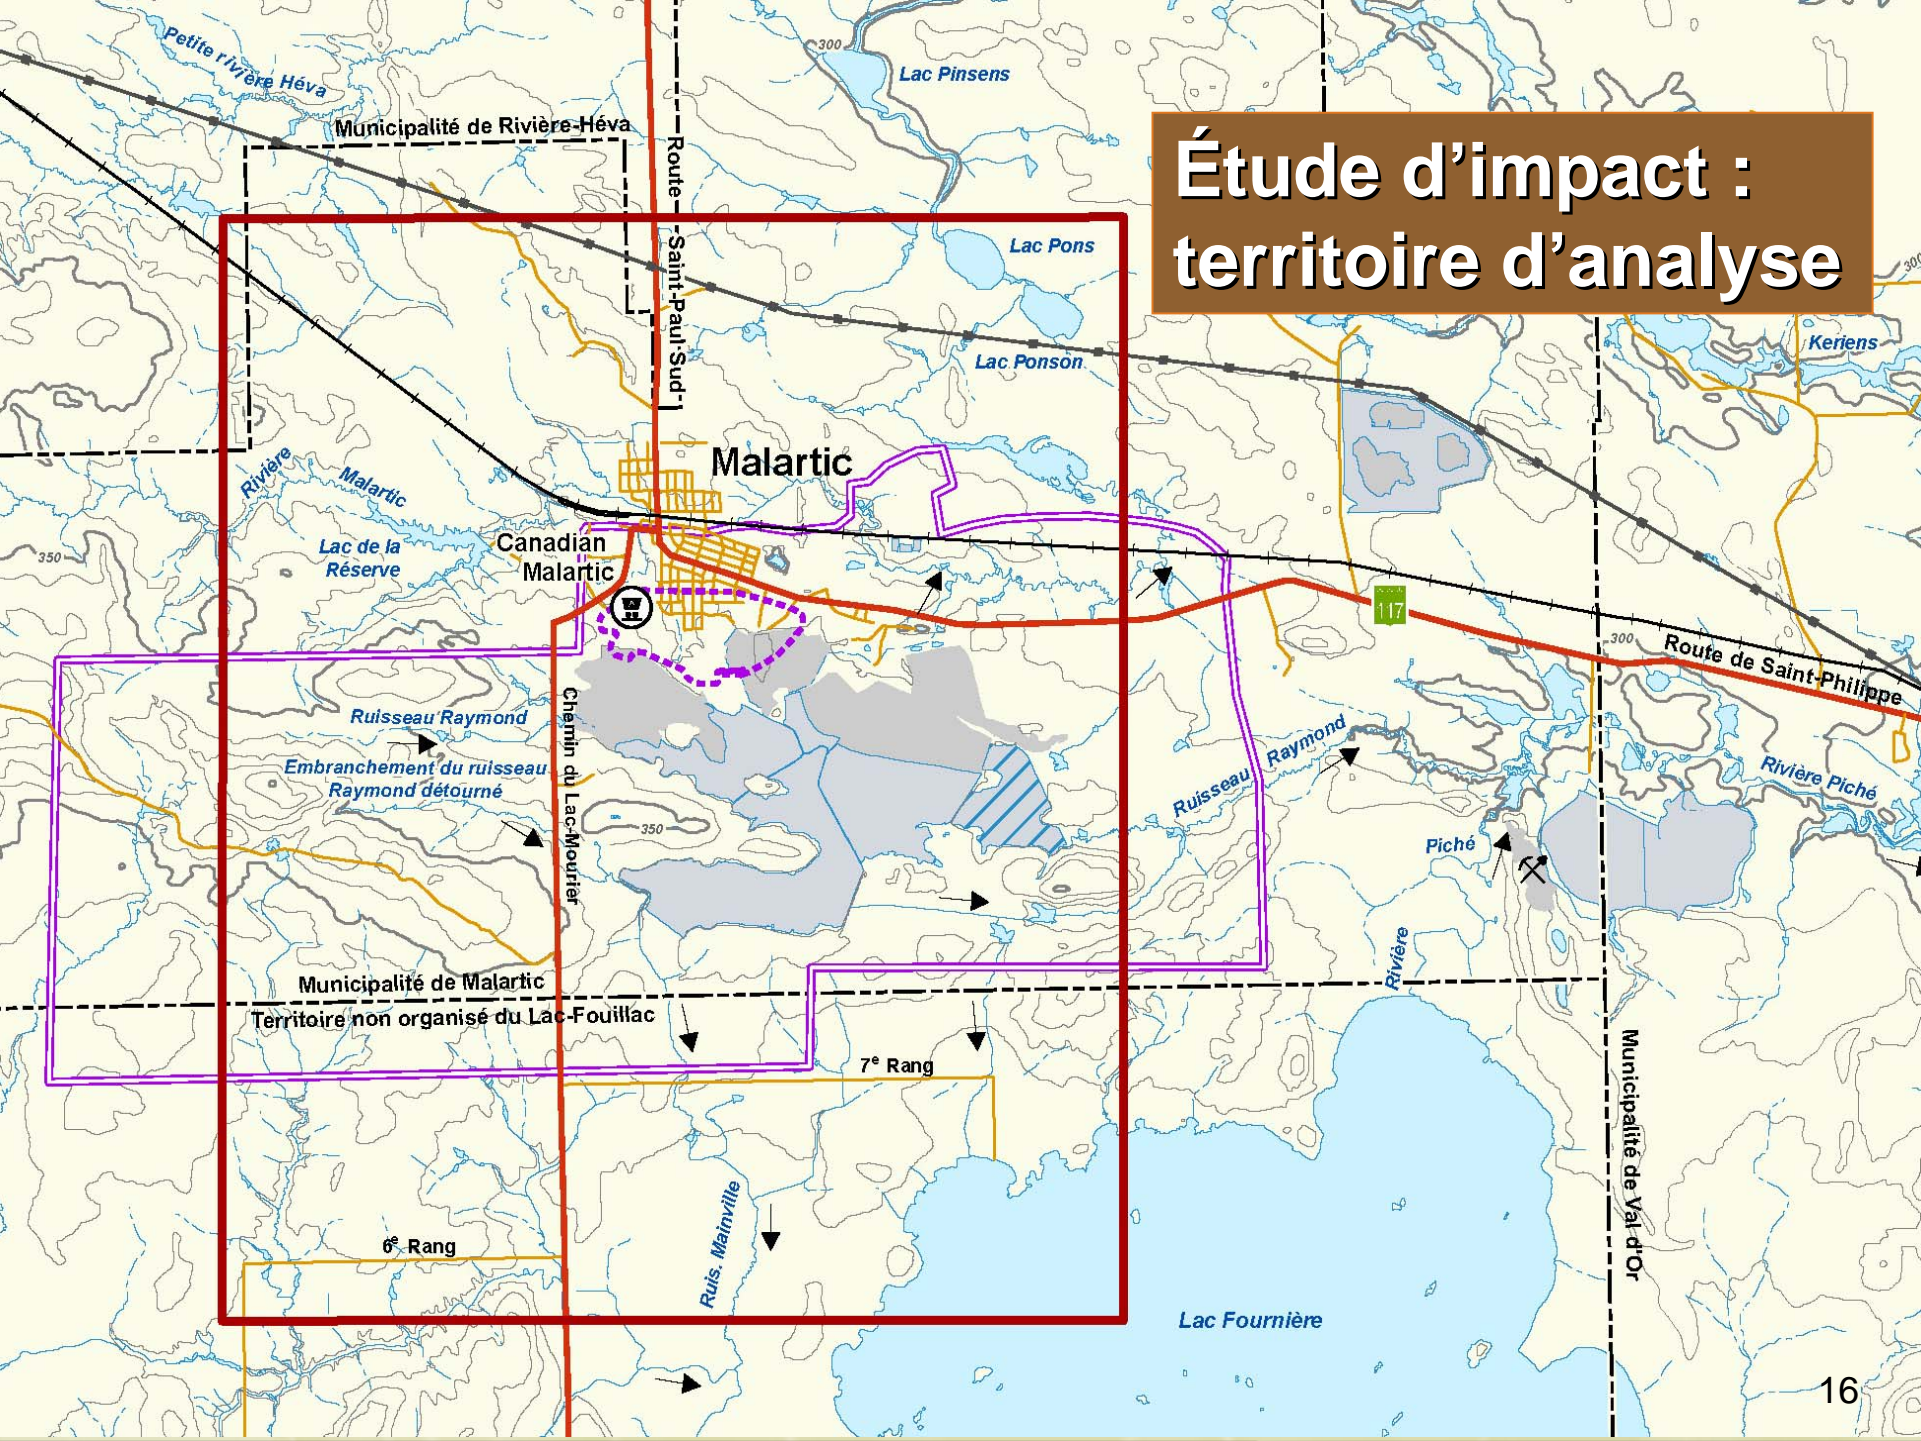 Étude d’impact :
territoire d’analyse
Petite rivière Héva
300
Lac Pinsens
Municipalité de Rivière-Héva
Route Saint-Paul Sud
Lac Pons
Lac Ponson
300
Keriens
Malartic
Rivière
Malartic
350
Lac de la
Réserve
Canadian
Malartic
117
300
Route de Saint-Philippe
Ruisseau Raymond
Embranchement du ruisseau
Raymond détourné
Chemin du Lac-Mourier
350
Ruisseau Raymond
Rivière Piché
Piché
Rivière
Municipalité de Malartic
Territoire non organisé du Lac-Fouillac
7e Rang
Municipalité de Val d'Or
6e Rang
Ruis. Mainville
Lac Fournière
16